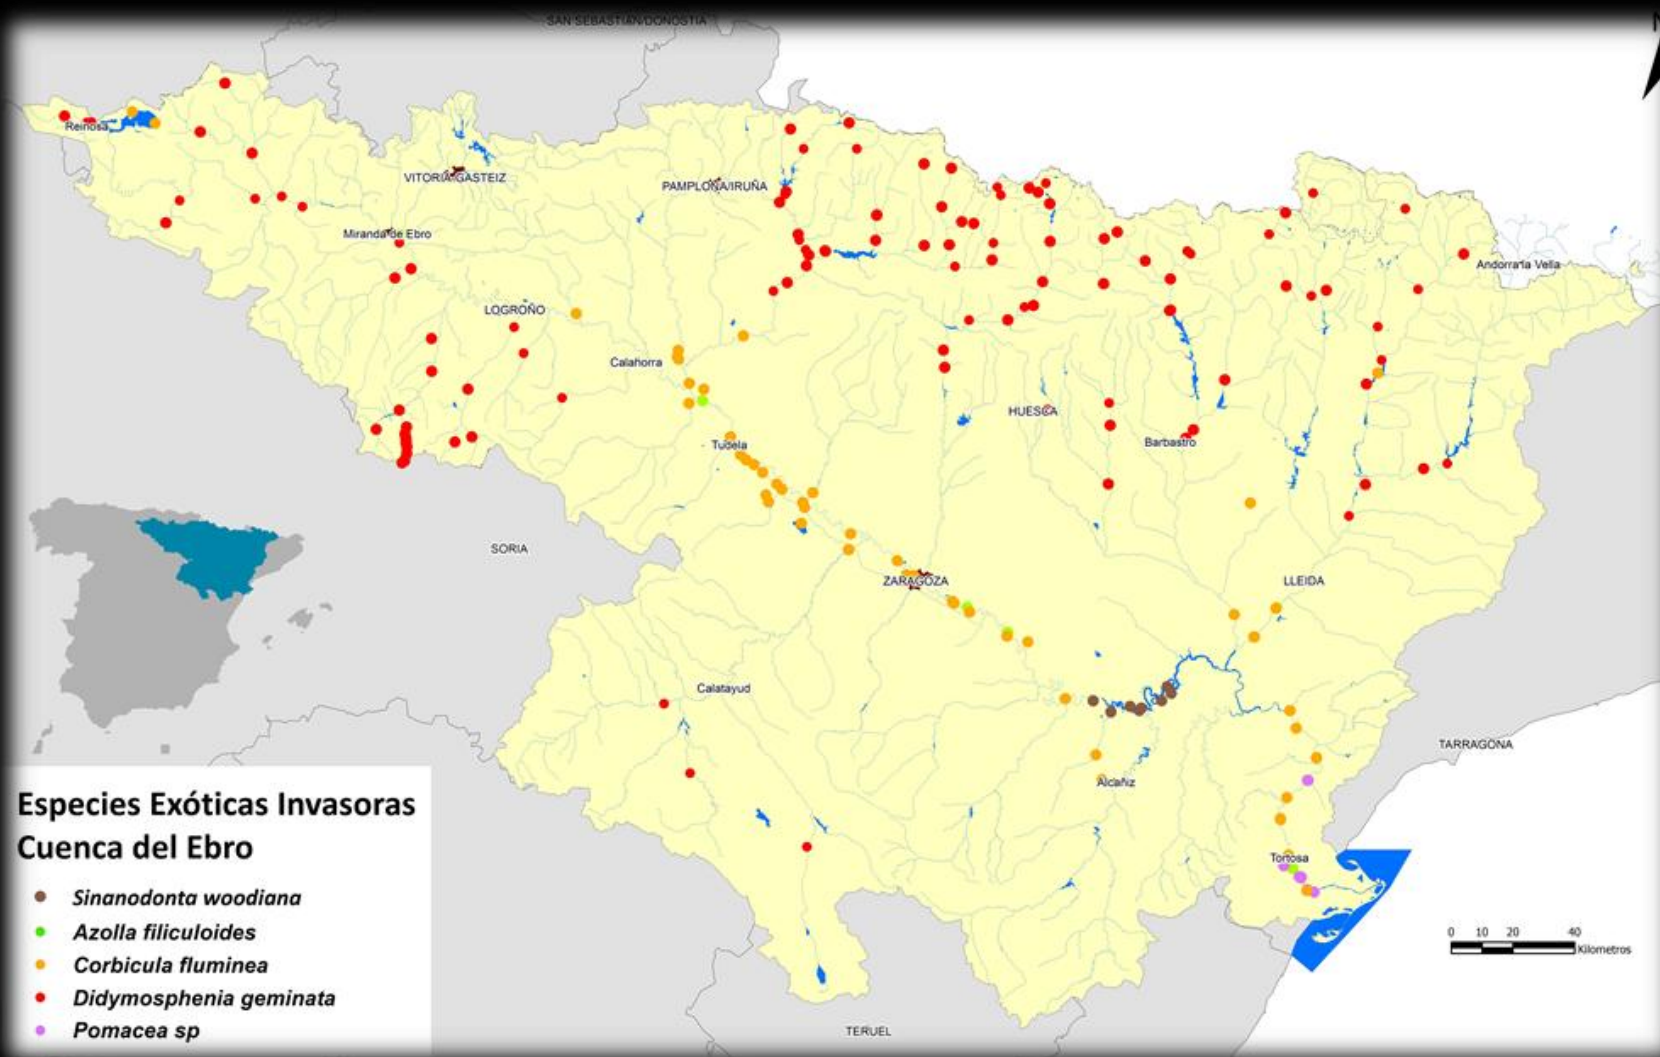 SAN SEBASTIÁN/DONOSTIA
N
Reinosa
VITORIA-GASTEIZ
PAMPLONA/IRUÑA
Miranda de Ebro
Andorra la Vella
LOGROÑO
Calahorra
HUESCA
Barbastro
Tudela
SORIA
ZARAGOZA
LLEIDA
Calatayud
TARRAGONA
Alcañiz
Tortosa
TERUEL
Especies Exóticas Invasoras
Cuenca del Ebro
Sinanodonta woodiana
Azolla filiculoides
Corbicula fluminea
Didymosphenia geminata
Pomacea sp
0 10 20 40
Kilometros